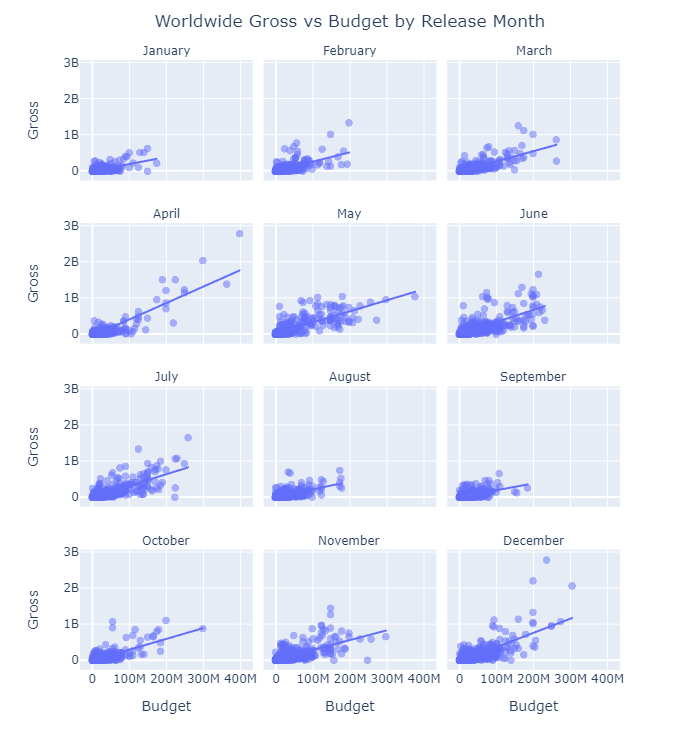 Worldwide Gross vs Budget by Release Month
January
February
March
3B
2B
1B
0
Gross
April
May
June
3B
2B
1B
0
Gross
July
August
September
3B
2B
1B
0
Gross
October
November
December
3B
2B
1B
0
Gross
0 100M 200M 300M 400M
0 100M 200M 300M 400M
0 100M 200M 300M 400M
Budget
Budget
Budget